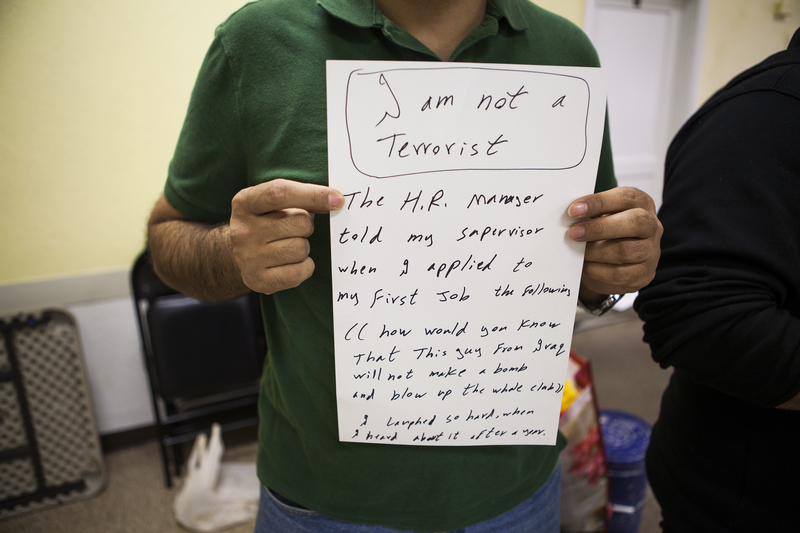 I am not a
Terrorist
The H.R. Manager
told my supervisor
when I applied to
my First Job the Following
(( how would you Know
That This guy From Iraq
will not make a bomb
and blow up the whole club))
I Laughed so hard, when
I heard about it after a year.